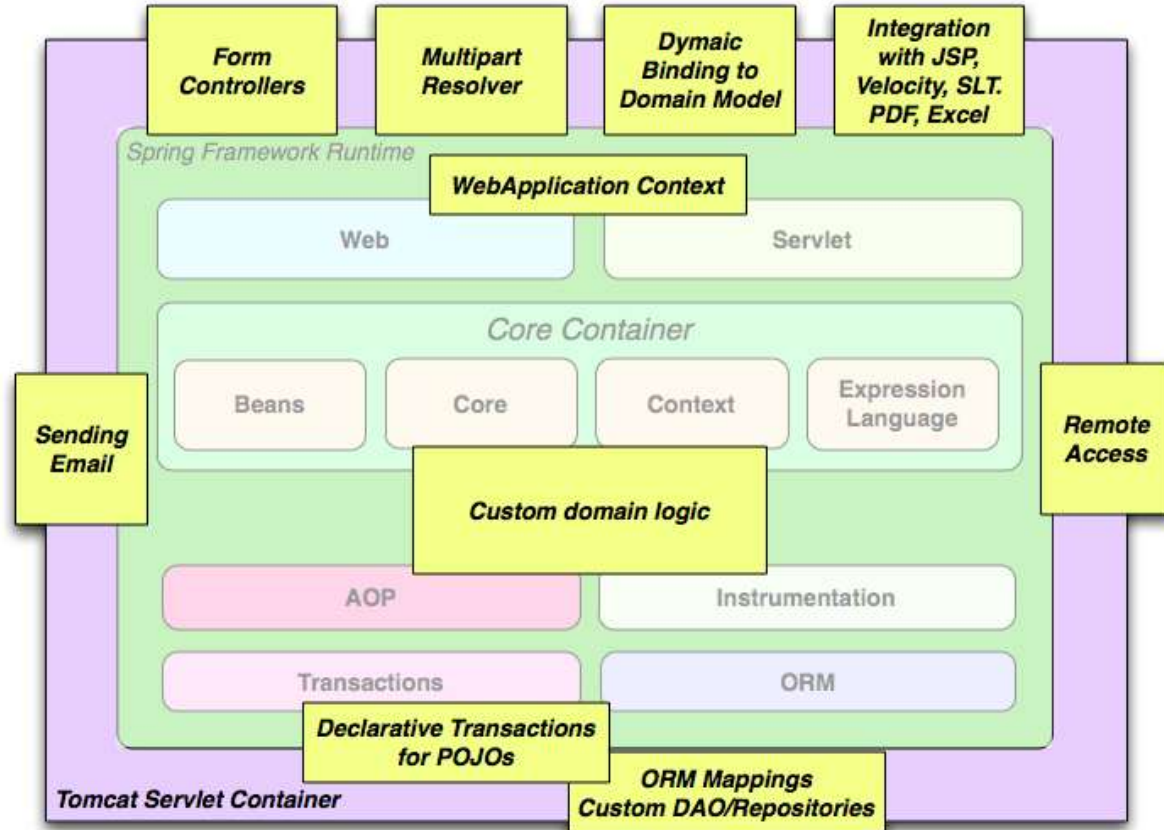 Form
Controllers
Multipart
Resolver
Dymaic
Binding to
Domain Model
Integration
with JSP,
Velocity, SLT.
PDF, Excel
Spring Framework Runtime
WebApplication Context
Web
Servlet
Core Container
Beans
Core
Context
Expression
Language
Sending
Email
Remote
Access
Custom domain logic
AOP
Instrumentation
Transactions
ORM
Declarative Transactions
for POJOs
ORM Mappings
Custom DAO/Repositories
Tomcat Servlet Container